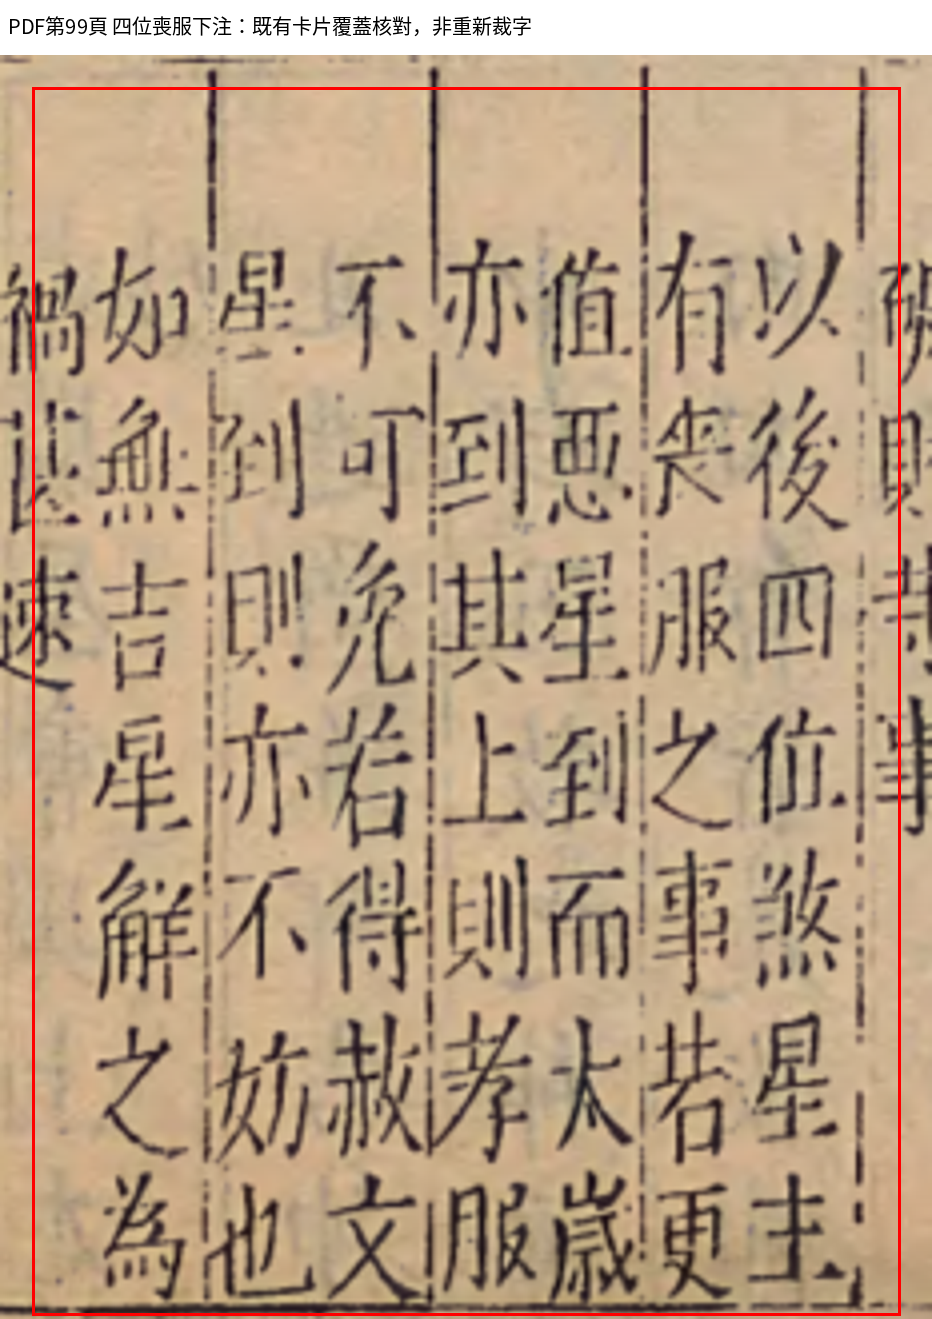 PDF第99頁 四位喪服下注：既有卡片覆蓋核對，非重新裁字
則 事
以後四位煞星主
有喪服之事若更
值惡星到而太歲
亦到其上則孝服
不可免若得赦文
星到則亦不妨也
如無吉星解之為
禍甚速